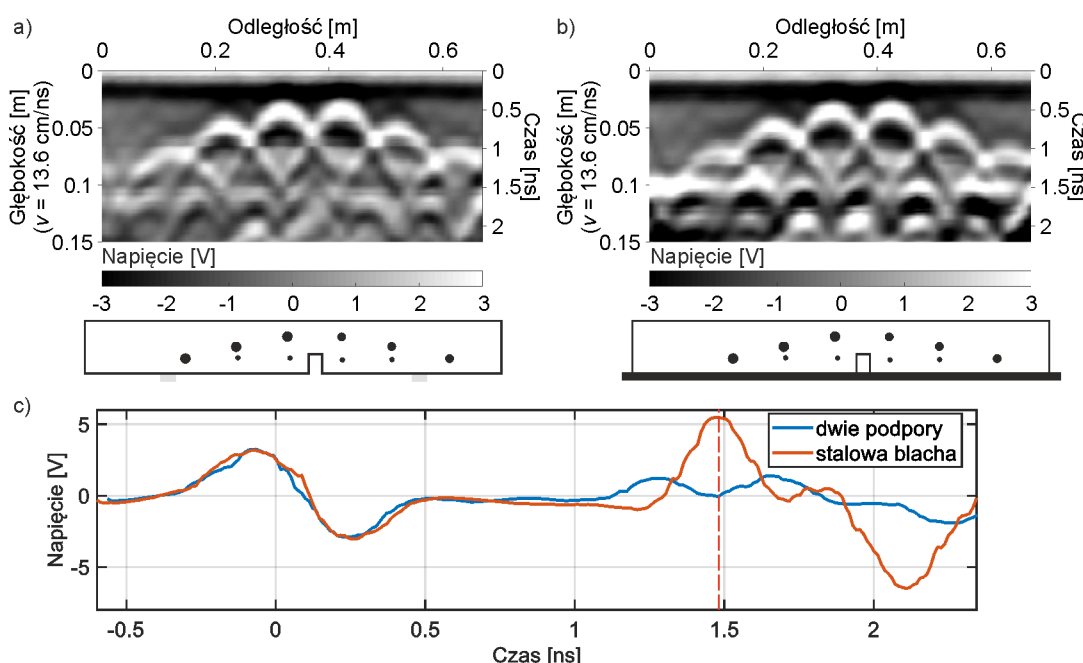 a)
Odległość [m]
0 0.2 0.4 0.6
0 0.05 0.1 0.15
Głębokość [m]
(v = 13.6 cm/ns)
0 0.5 1 1.5 2
Czas [ns]
Napięcie [V]
-3 -2 -1 0 1 2 3
b)
Odległość [m]
0 0.2 0.4 0.6
0 0.05 0.1 0.15
Głębokość [m]
(v = 13.6 cm/ns)
0 0.5 1 1.5 2
Czas [ns]
Napięcie [V]
-3 -2 -1 0 1 2 3
c)
5
0
-5
Napięcie [V]
dwie podpory
stalowa blacha
-0.5 0 0.5 1 1.5 2
Czas [ns]